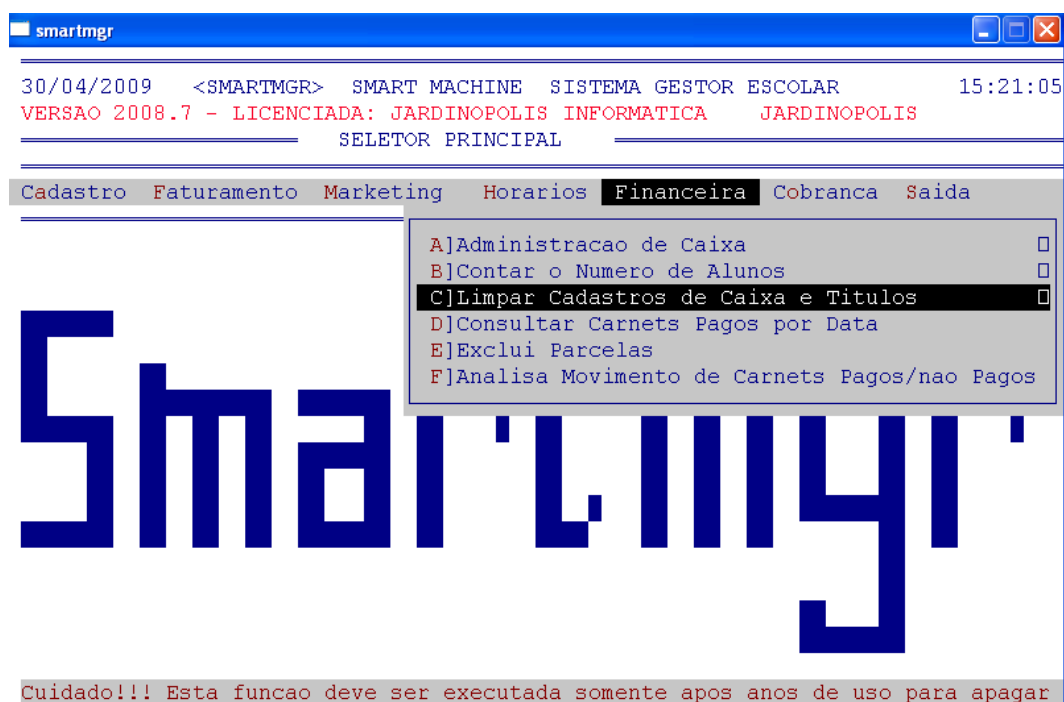 smartmgr
30/04/2009 <SMARTMGR> SMART MACHINE SISTEMA GESTOR ESCOLAR 15:21:05
VERSAO 2008.7 - LICENCIADA: JARDINOPOLIS INFORMATICA JARDINOPOLIS
SELETOR PRINCIPAL
Cadastro Faturamento Marketing Horarios Financeira Cobranca Saida
A]Administracao de Caixa
B]Contar o Numero de Alunos
C]Limpar Cadastros de Caixa e Titulos
D]Consultar Carnets Pagos por Data
E]Exclui Parcelas
F]Analisa Movimento de Carnets Pagos/nao Pagos
Smartmgr
Cuidado!!! Esta funcao deve ser executada somente apos anos de uso para apagar